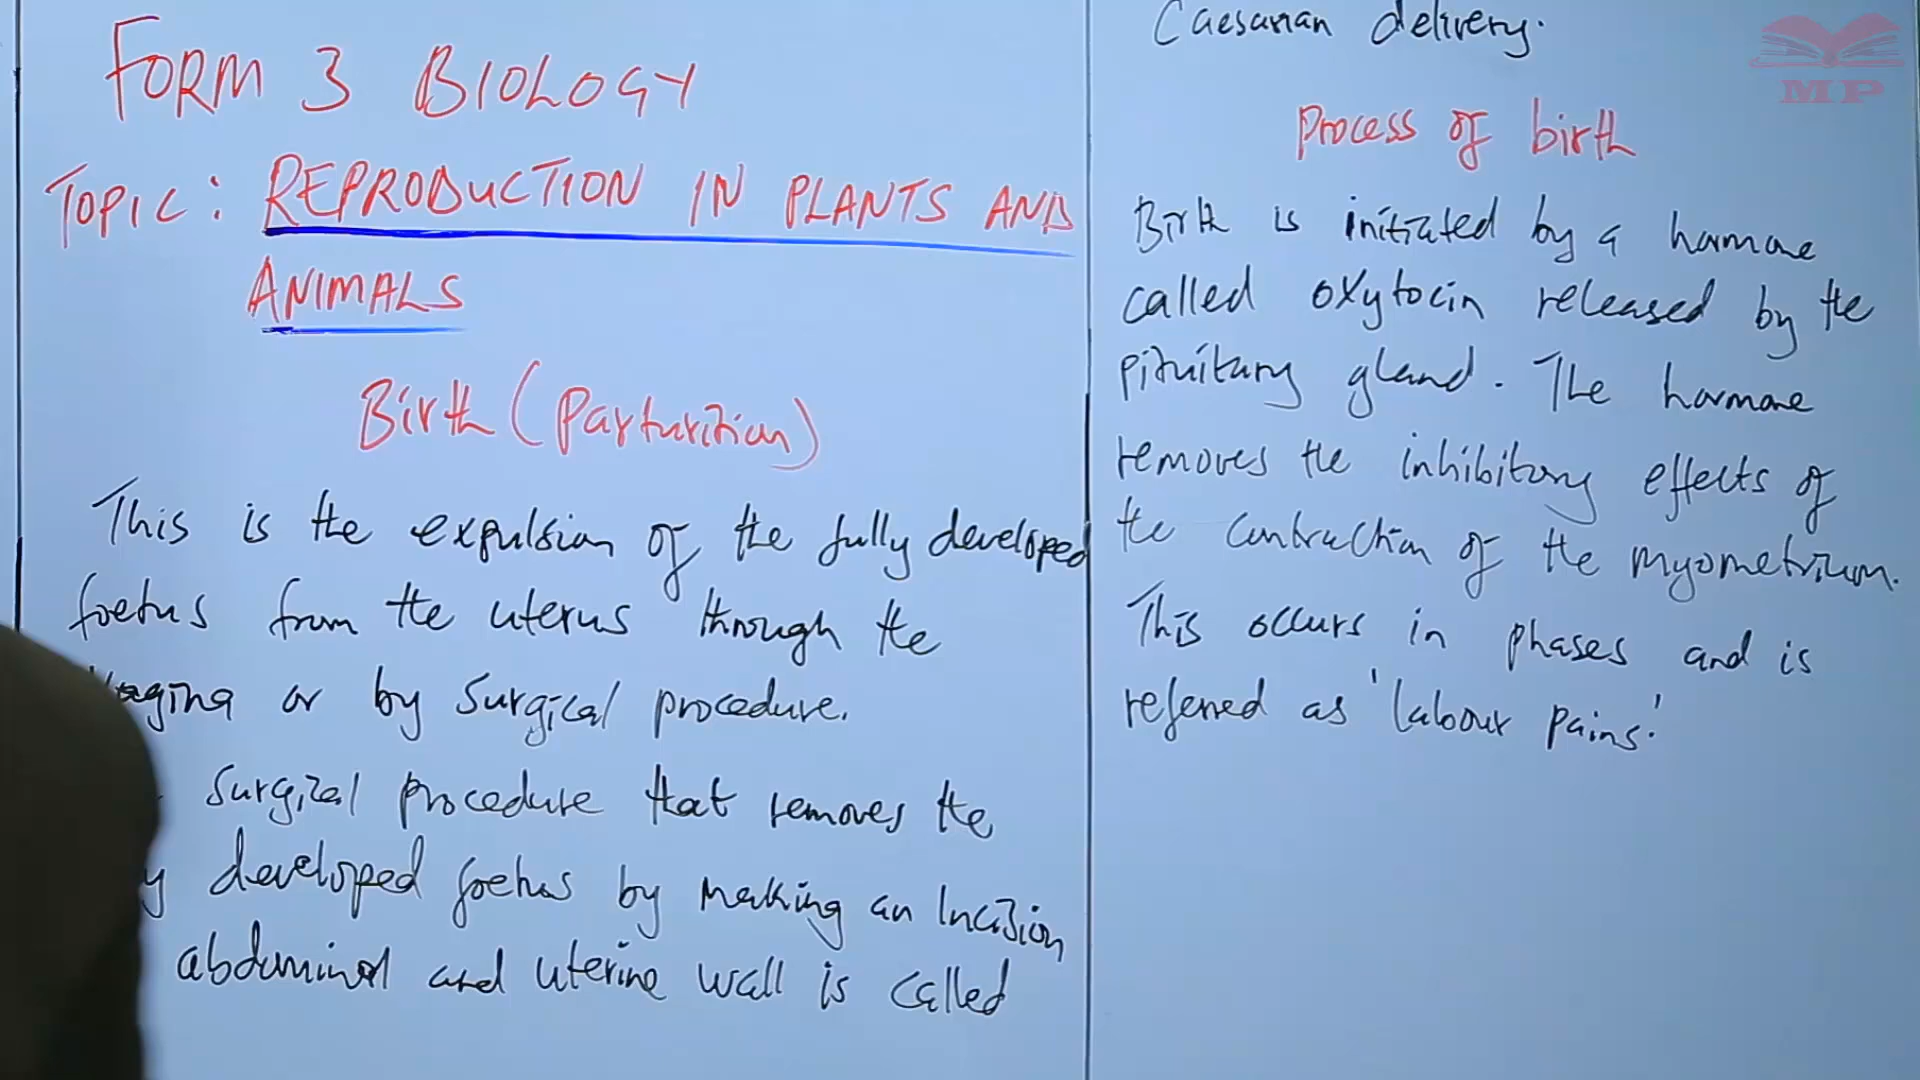 FORM 3 BIOLOGY
TOPIC: REPRODUCTION IN PLANTS AND
ANIMALS
Birth (Parturition)
This is the expulsion of the fully developed
foetus from the uterus through the
vagina or by surgical procedure.
surgical procedure that removes the
developed foetus by making an incision
abdominal and uterine wall is called
Caesarian delivery.
Process of birth
Birth is initiated by a hormone
called oxytocin released by the
pituitary gland. The hormone
removes the inhibitory effects of
the contraction of the myometrium.
This occurs in phases and is
referred as 'labour pains.'
MP